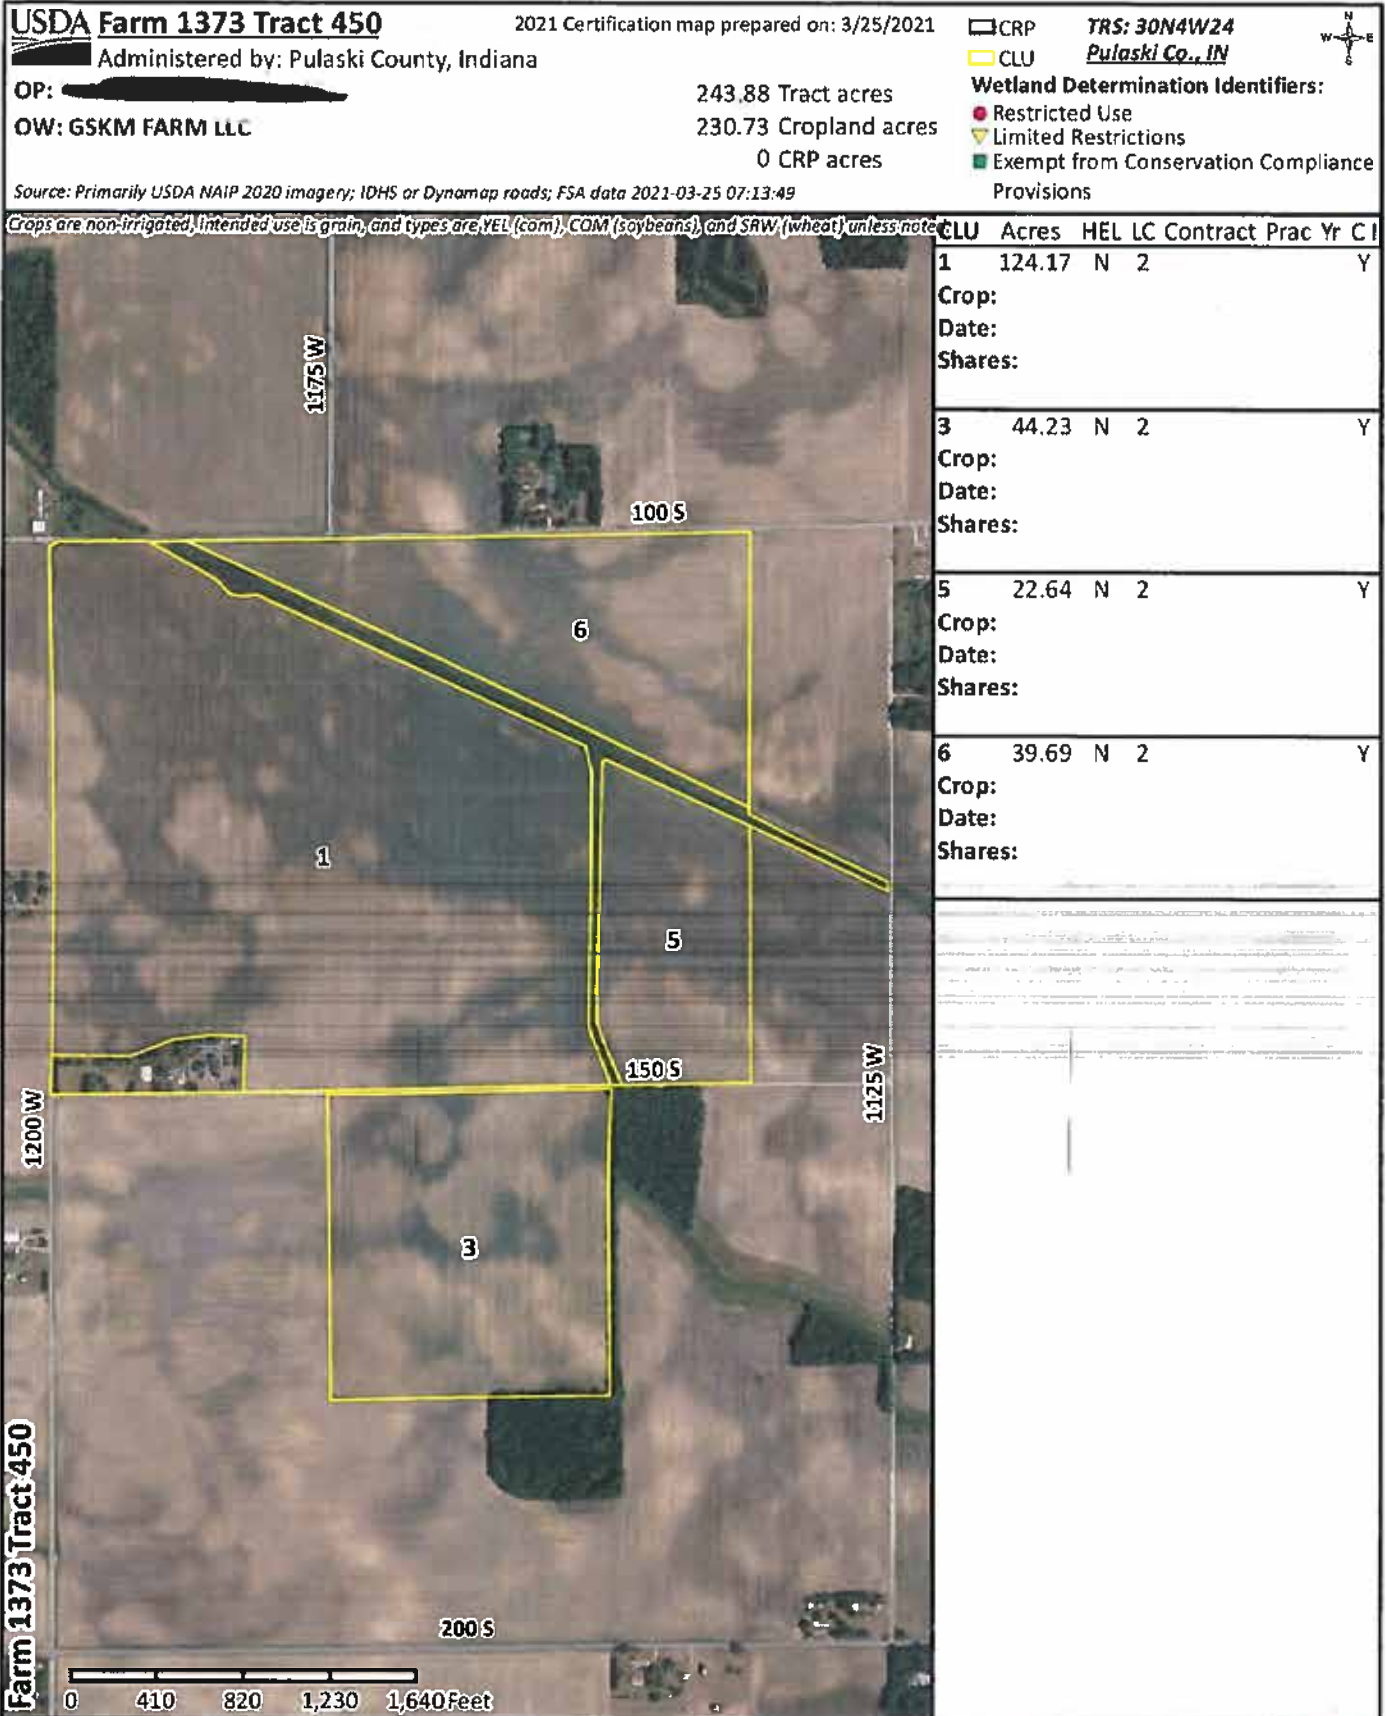 USDA Farm 1373 Tract 450
2021 Certification map prepared on: 3/25/2021
Administered by: Pulaski County, Indiana
OP:
OW: GSKM FARM LLC
243.88 Tract acres
230.73 Cropland acres
0 CRP acres
Source: Primarily USDA NAIP 2020 imagery; IDHS or Dynamap roads; FSA data 2021-03-25 07:13:49
CRP
CLU
TRS: 30N4W24
Pulaski Co., IN
N
W E
S
Wetland Determination Identifiers:
Restricted Use
Limited Restrictions
Exempt from Conservation Compliance
Provisions
Crops are non-irrigated, intended use is grain, and types are YEL (corn), COM (soybeans), and SRW (wheat) unless note
CLU Acres HEL LC Contract Prac Yr C I
1 124.17 N 2 Y
Crop:
Date:
Shares:
3 44.23 N 2 Y
Crop:
Date:
Shares:
5 22.64 N 2 Y
Crop:
Date:
Shares:
6 39.69 N 2 Y
Crop:
Date:
Shares:
1175 W
100 S
6
1
5
150 S
1125 W
1200 W
3
200 S
Farm 1373 Tract 450
0 410 820 1,230 1,640 Feet